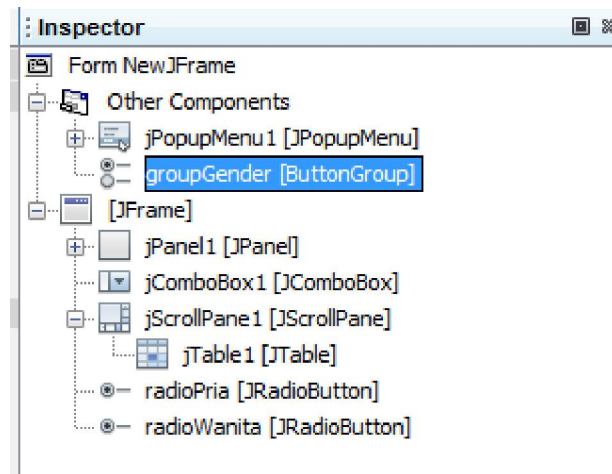 Inspector
Form NewJFrame
Other Components
jPopupMenu1 [JPopupMenu]
groupGender [ButtonGroup]
[JFrame]
jPanel1 [JPanel]
jComboBox1 [JComboBox]
jScrollPane1 [JScrollPane]
jTable1 [JTable]
radioPria [JRadioButton]
radioWanita [JRadioButton]